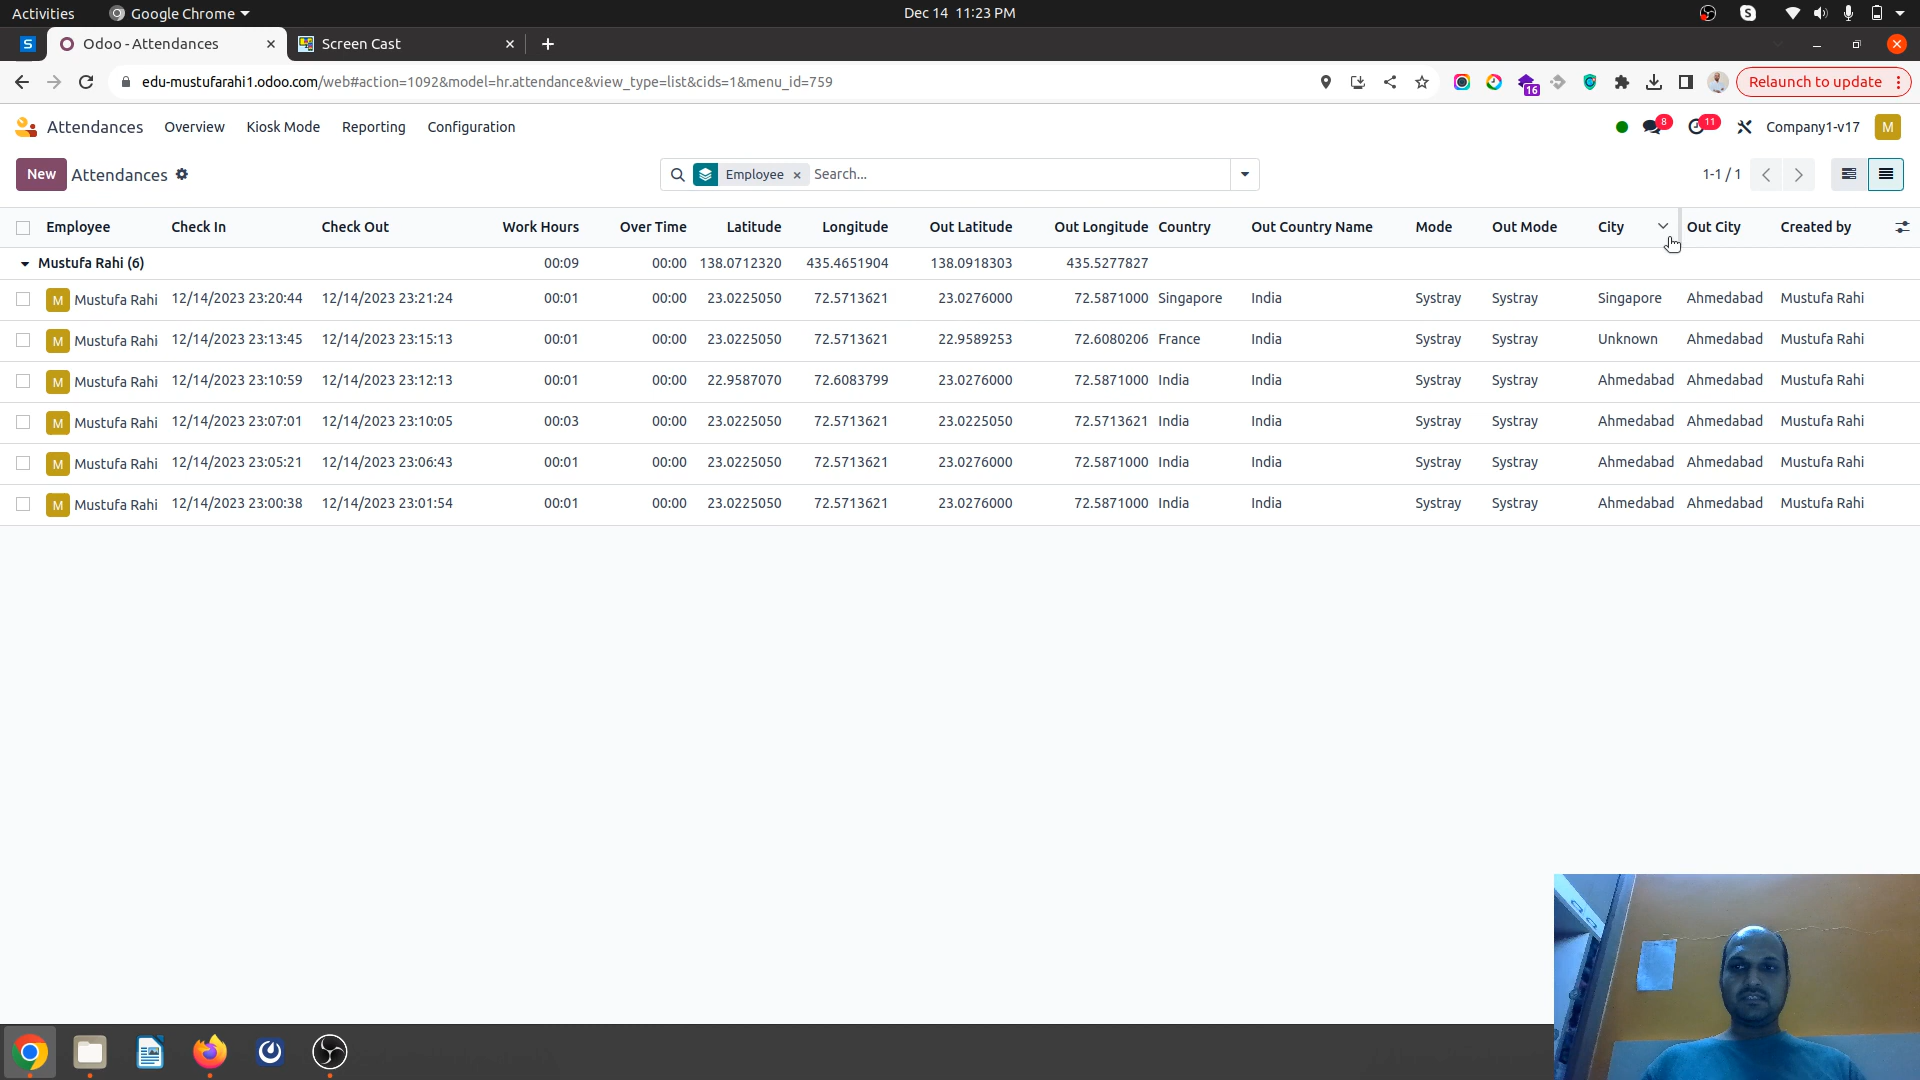 Activities Google Chrome Dec 14 11:23 PM
Odoo - Attendances Screen Cast
edu-mustufarahi1.odoo.com/web#action=1092&model=hr.attendance&view_type=list&cids=1&menu_id=759 16 Relaunch to update
Attendances Overview Kiosk Mode Reporting Configuration 8 11 Company1-v17 M
New Attendances Employee Search... 1-1 / 1
Employee Check In Check Out Work Hours Over Time Latitude Longitude Out Latitude Out Longitude Country Out Country Name Mode Out Mode City Out City Created by
Mustufa Rahi (6) 00:09 00:00 138.0712320 435.4651904 138.0918303 435.5277827
M Mustufa Rahi 12/14/2023 23:20:44 12/14/2023 23:21:24 00:01 00:00 23.0225050 72.5713621 23.0276000 72.5871000 Singapore India Systray Systray Singapore Ahmedabad Mustufa Rahi
M Mustufa Rahi 12/14/2023 23:13:45 12/14/2023 23:15:13 00:01 00:00 23.0225050 72.5713621 22.9589253 72.6080206 France India Systray Systray Unknown Ahmedabad Mustufa Rahi
M Mustufa Rahi 12/14/2023 23:10:59 12/14/2023 23:12:13 00:01 00:00 22.9587070 72.6083799 23.0276000 72.5871000 India India Systray Systray Ahmedabad Ahmedabad Mustufa Rahi
M Mustufa Rahi 12/14/2023 23:07:01 12/14/2023 23:10:05 00:03 00:00 23.0225050 72.5713621 23.0225050 72.5713621 India India Systray Systray Ahmedabad Ahmedabad Mustufa Rahi
M Mustufa Rahi 12/14/2023 23:05:21 12/14/2023 23:06:43 00:01 00:00 23.0225050 72.5713621 23.0276000 72.5871000 India India Systray Systray Ahmedabad Ahmedabad Mustufa Rahi
M Mustufa Rahi 12/14/2023 23:00:38 12/14/2023 23:01:54 00:01 00:00 23.0225050 72.5713621 23.0276000 72.5871000 India India Systray Systray Ahmedabad Ahmedabad Mustufa Rahi